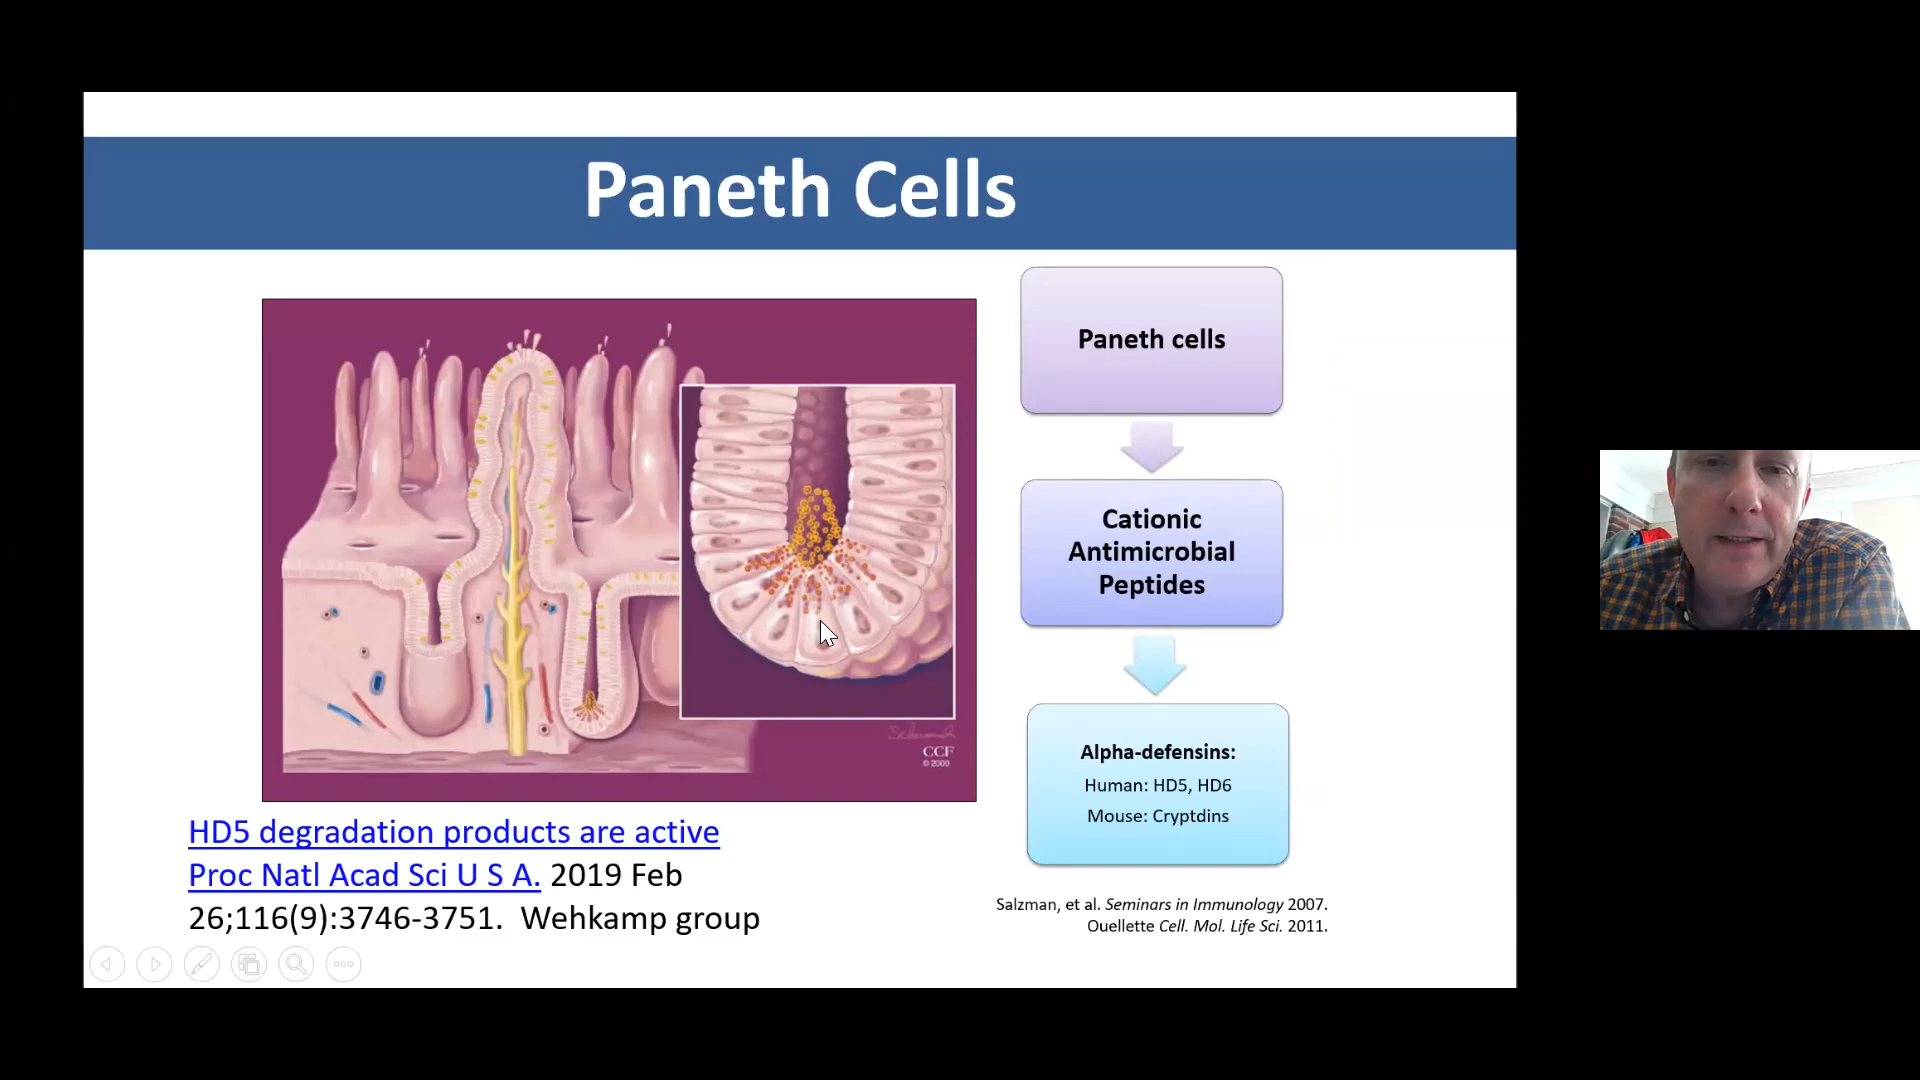 Paneth Cells
Paneth cells
Cationic
Antimicrobial
Peptides
Alpha-defensins:
Human: HD5, HD6
Mouse: Cryptdins
CCF
© 2000
HD5 degradation products are active
Proc Natl Acad Sci U S A. 2019 Feb
26;116(9):3746-3751. Wehkamp group
Salzman, et al. Seminars in Immunology 2007.
Ouellette Cell. Mol. Life Sci. 2011.